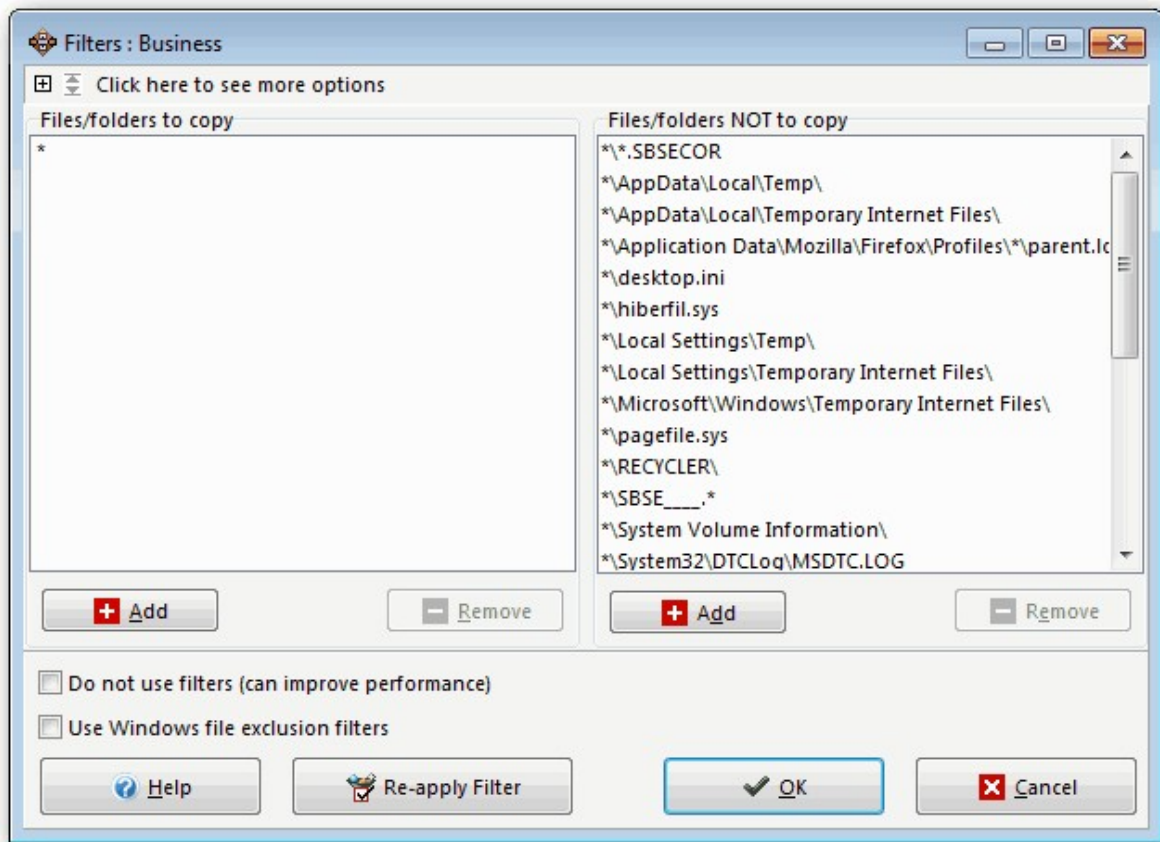 Filters : Business
Click here to see more options
Files/folders to copy
*
Add
Remove
Files/folders NOT to copy
*\*.SBSECOR
*\AppData\Local\Temp\
*\AppData\Local\Temporary Internet Files\
*\Application Data\Mozilla\Firefox\Profiles\*\parent.lc
*\desktop.ini
*\hiberfil.sys
*\Local Settings\Temp\
*\Local Settings\Temporary Internet Files\
*\Microsoft\Windows\Temporary Internet Files\
*\pagefile.sys
*\RECYCLER\
*\SBSE____.*
*\System Volume Information\
*\System32\DTCLog\MSDTC.LOG
Add
Remove
Do not use filters (can improve performance)
Use Windows file exclusion filters
Help
Re-apply Filter
OK
Cancel